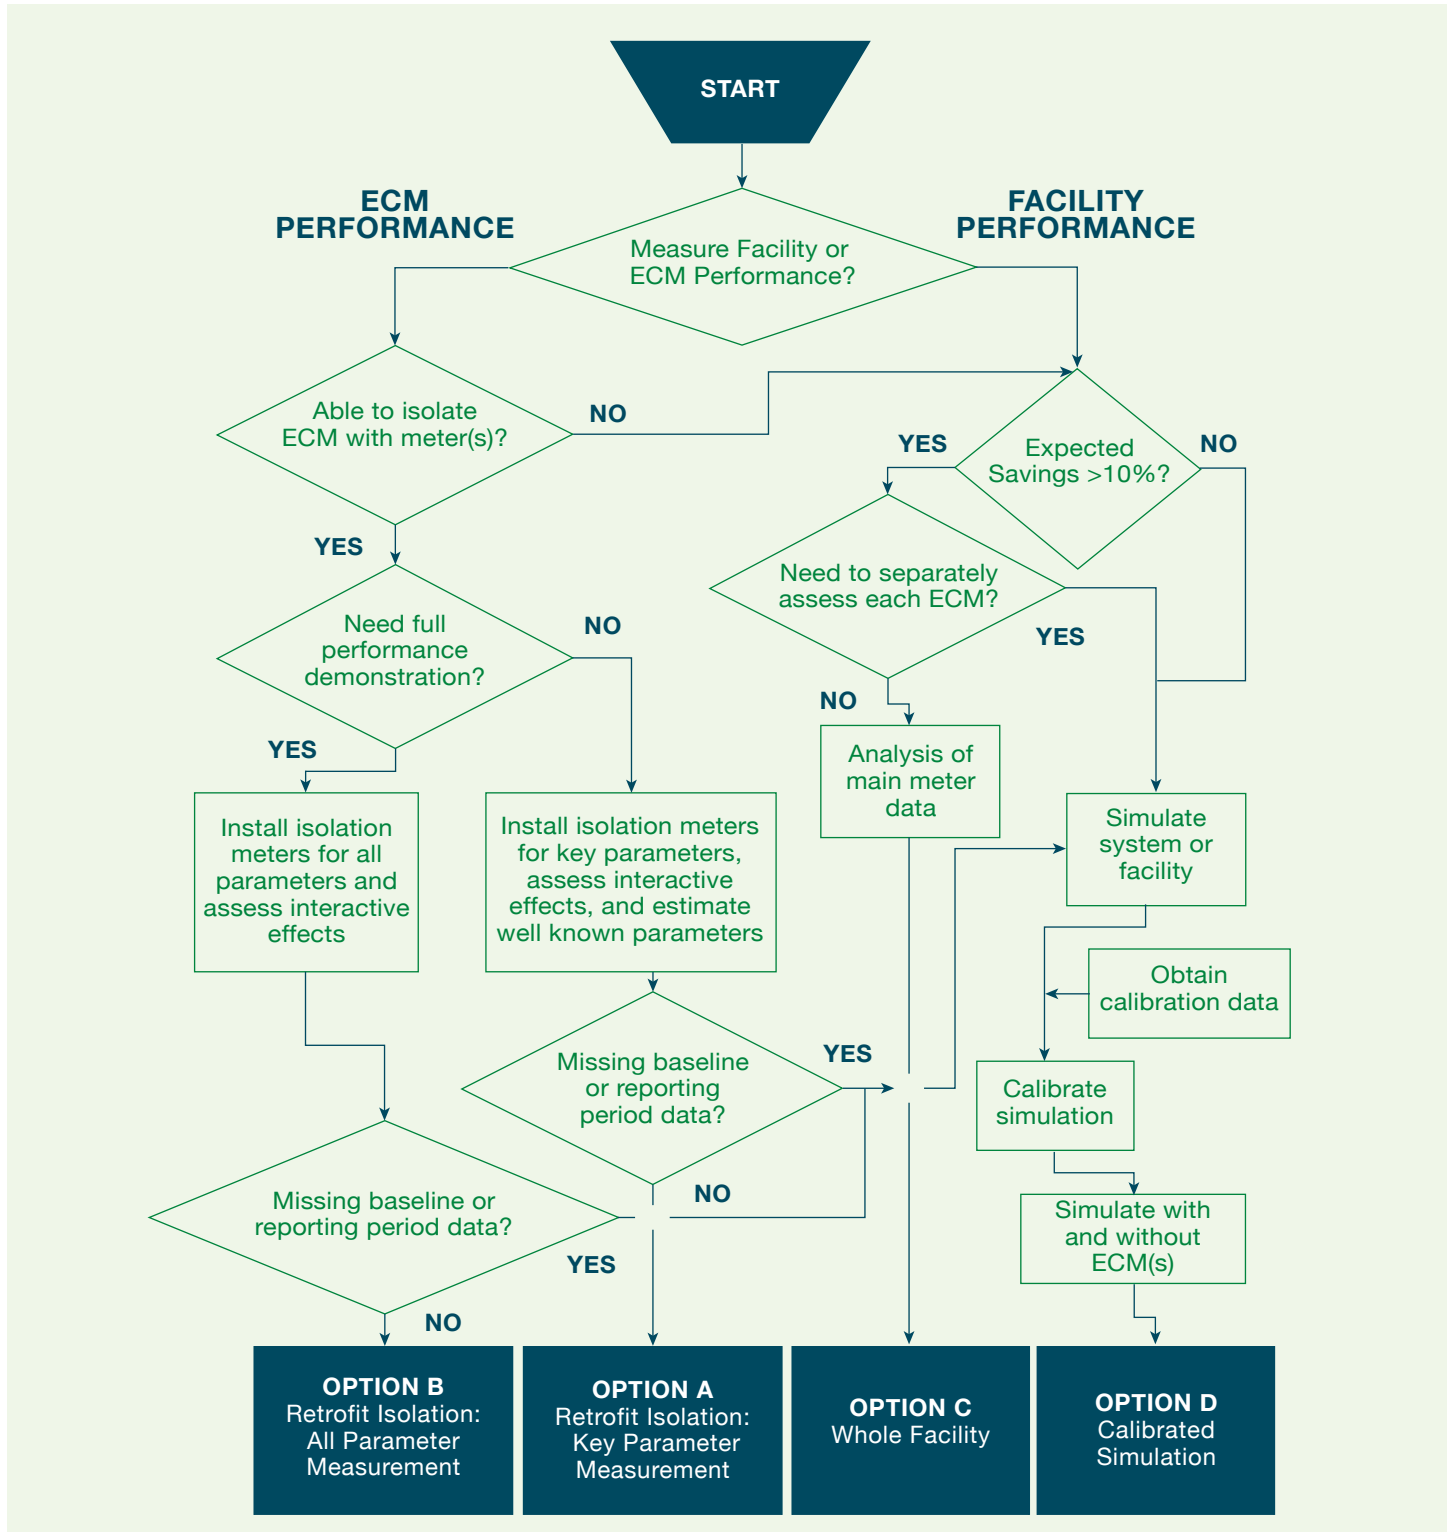 START
ECM
PERFORMANCE
FACILITY
PERFORMANCE
Measure Facility or
ECM Performance?
Able to isolate
ECM with meter(s)?
NO
YES
Expected
Savings >10%?
NO
YES
Need to separately
assess each ECM?
YES
NO
Need full
performance
demonstration?
NO
YES
Analysis of
main meter
data
Install isolation
meters for all
parameters and
assess interactive
effects
Install isolation meters
for key parameters,
assess interactive
effects, and estimate
well known parameters
Simulate
system or
facility
Obtain
calibration data
Missing baseline
or reporting
period data?
YES
NO
Calibrate
simulation
Missing baseline or
reporting period data?
YES
NO
Simulate with
and without
ECM(s)
OPTION B
Retrofit Isolation:
All Parameter
Measurement
OPTION A
Retrofit Isolation:
Key Parameter
Measurement
OPTION C
Whole Facility
OPTION D
Calibrated
Simulation